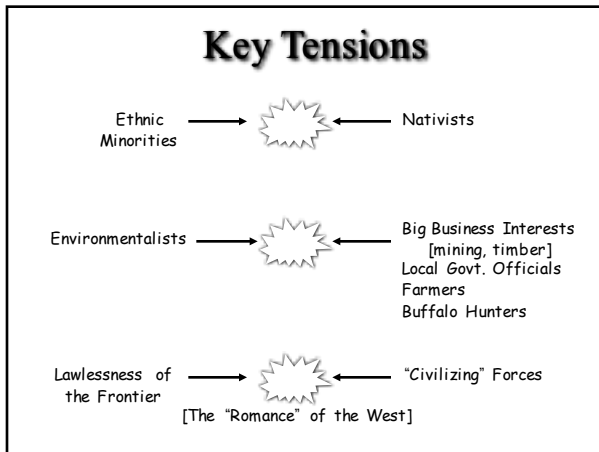 Key Tensions
Ethnic
Minorities
Nativists
Environmentalists
Big Business Interests
[mining, timber]
Local Govt. Officials
Farmers
Buffalo Hunters
Lawlessness of
the Frontier
"Civilizing" Forces
[The "Romance" of the West]